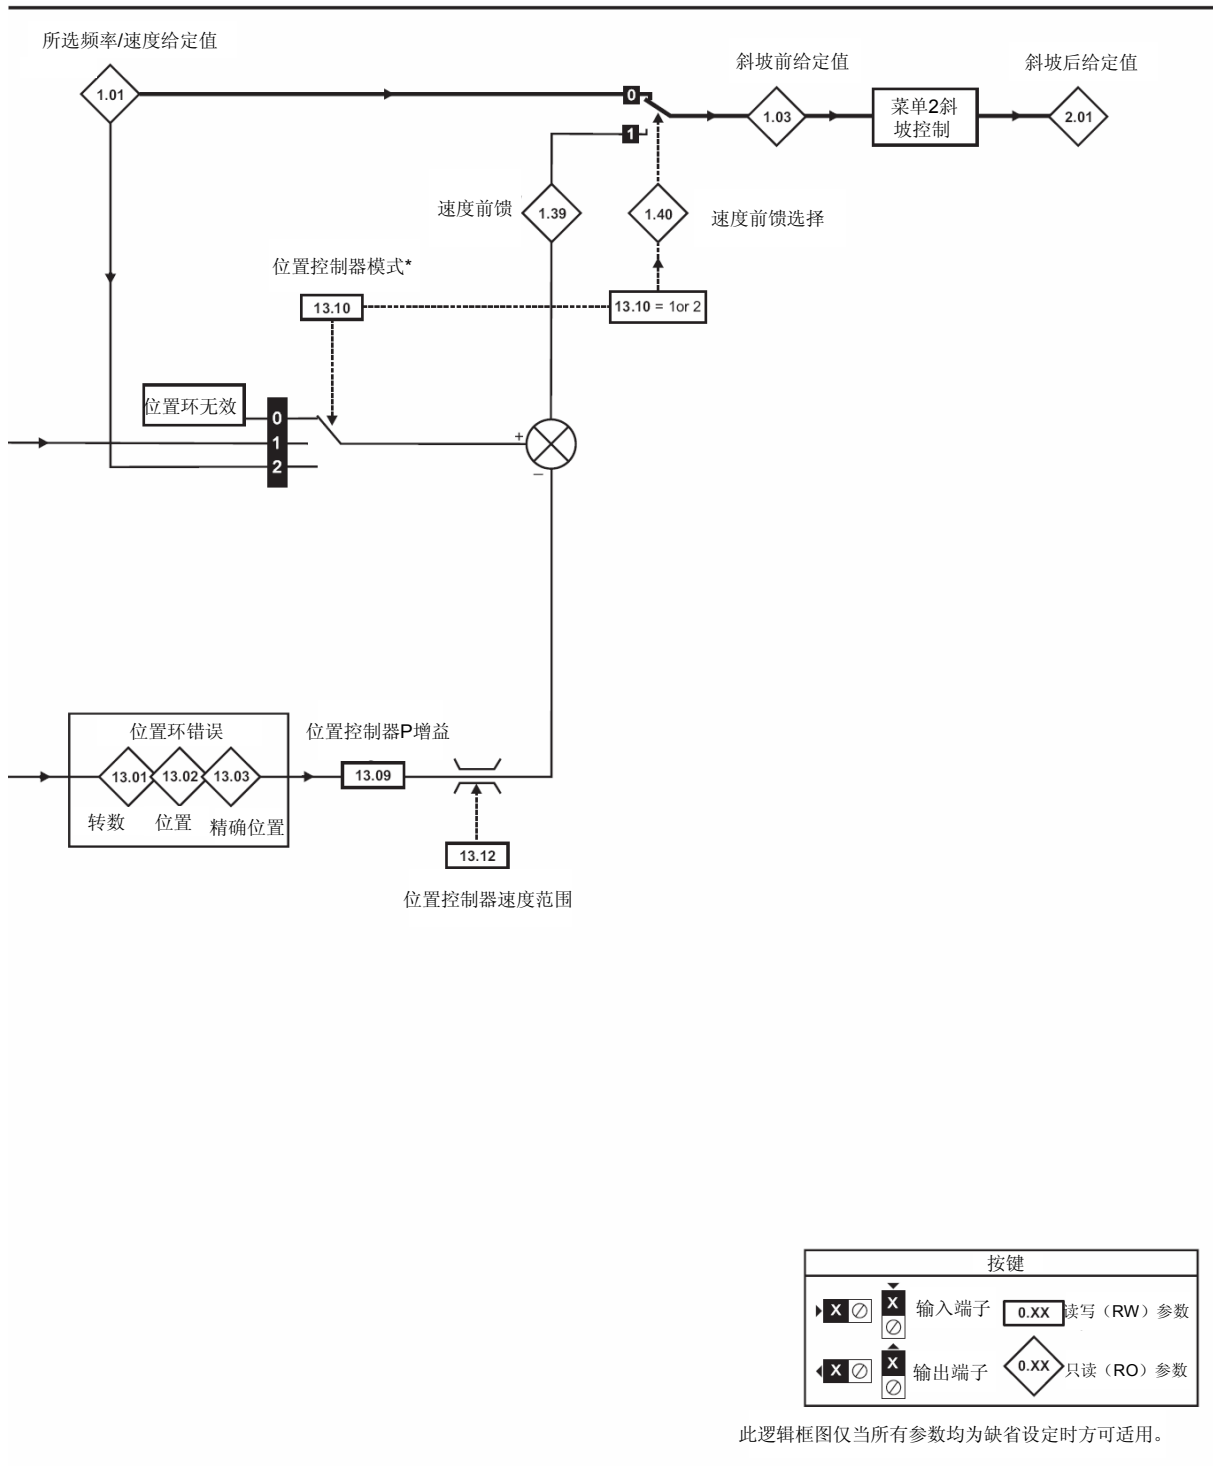 所选频率/速度给定值
斜坡前给定值
斜坡后给定值
1.01
0
1
1.03
菜单2斜
坡控制
2.01
速度前馈
1.39
1.40
速度前馈选择
位置控制器模式*
13.10
13.10 = 1or 2
位置环无效
0
1
2
+
−
位置环错误
13.01
13.02
13.03
转数
位置
精确位置
位置控制器P增益
13.09
13.12
位置控制器速度范围
按键
X
X
输入端子
0.XX
读写（RW）参数
X
X
输出端子
0.XX
只读（RO）参数
此逻辑框图仅当所有参数均为缺省设定时方可适用。